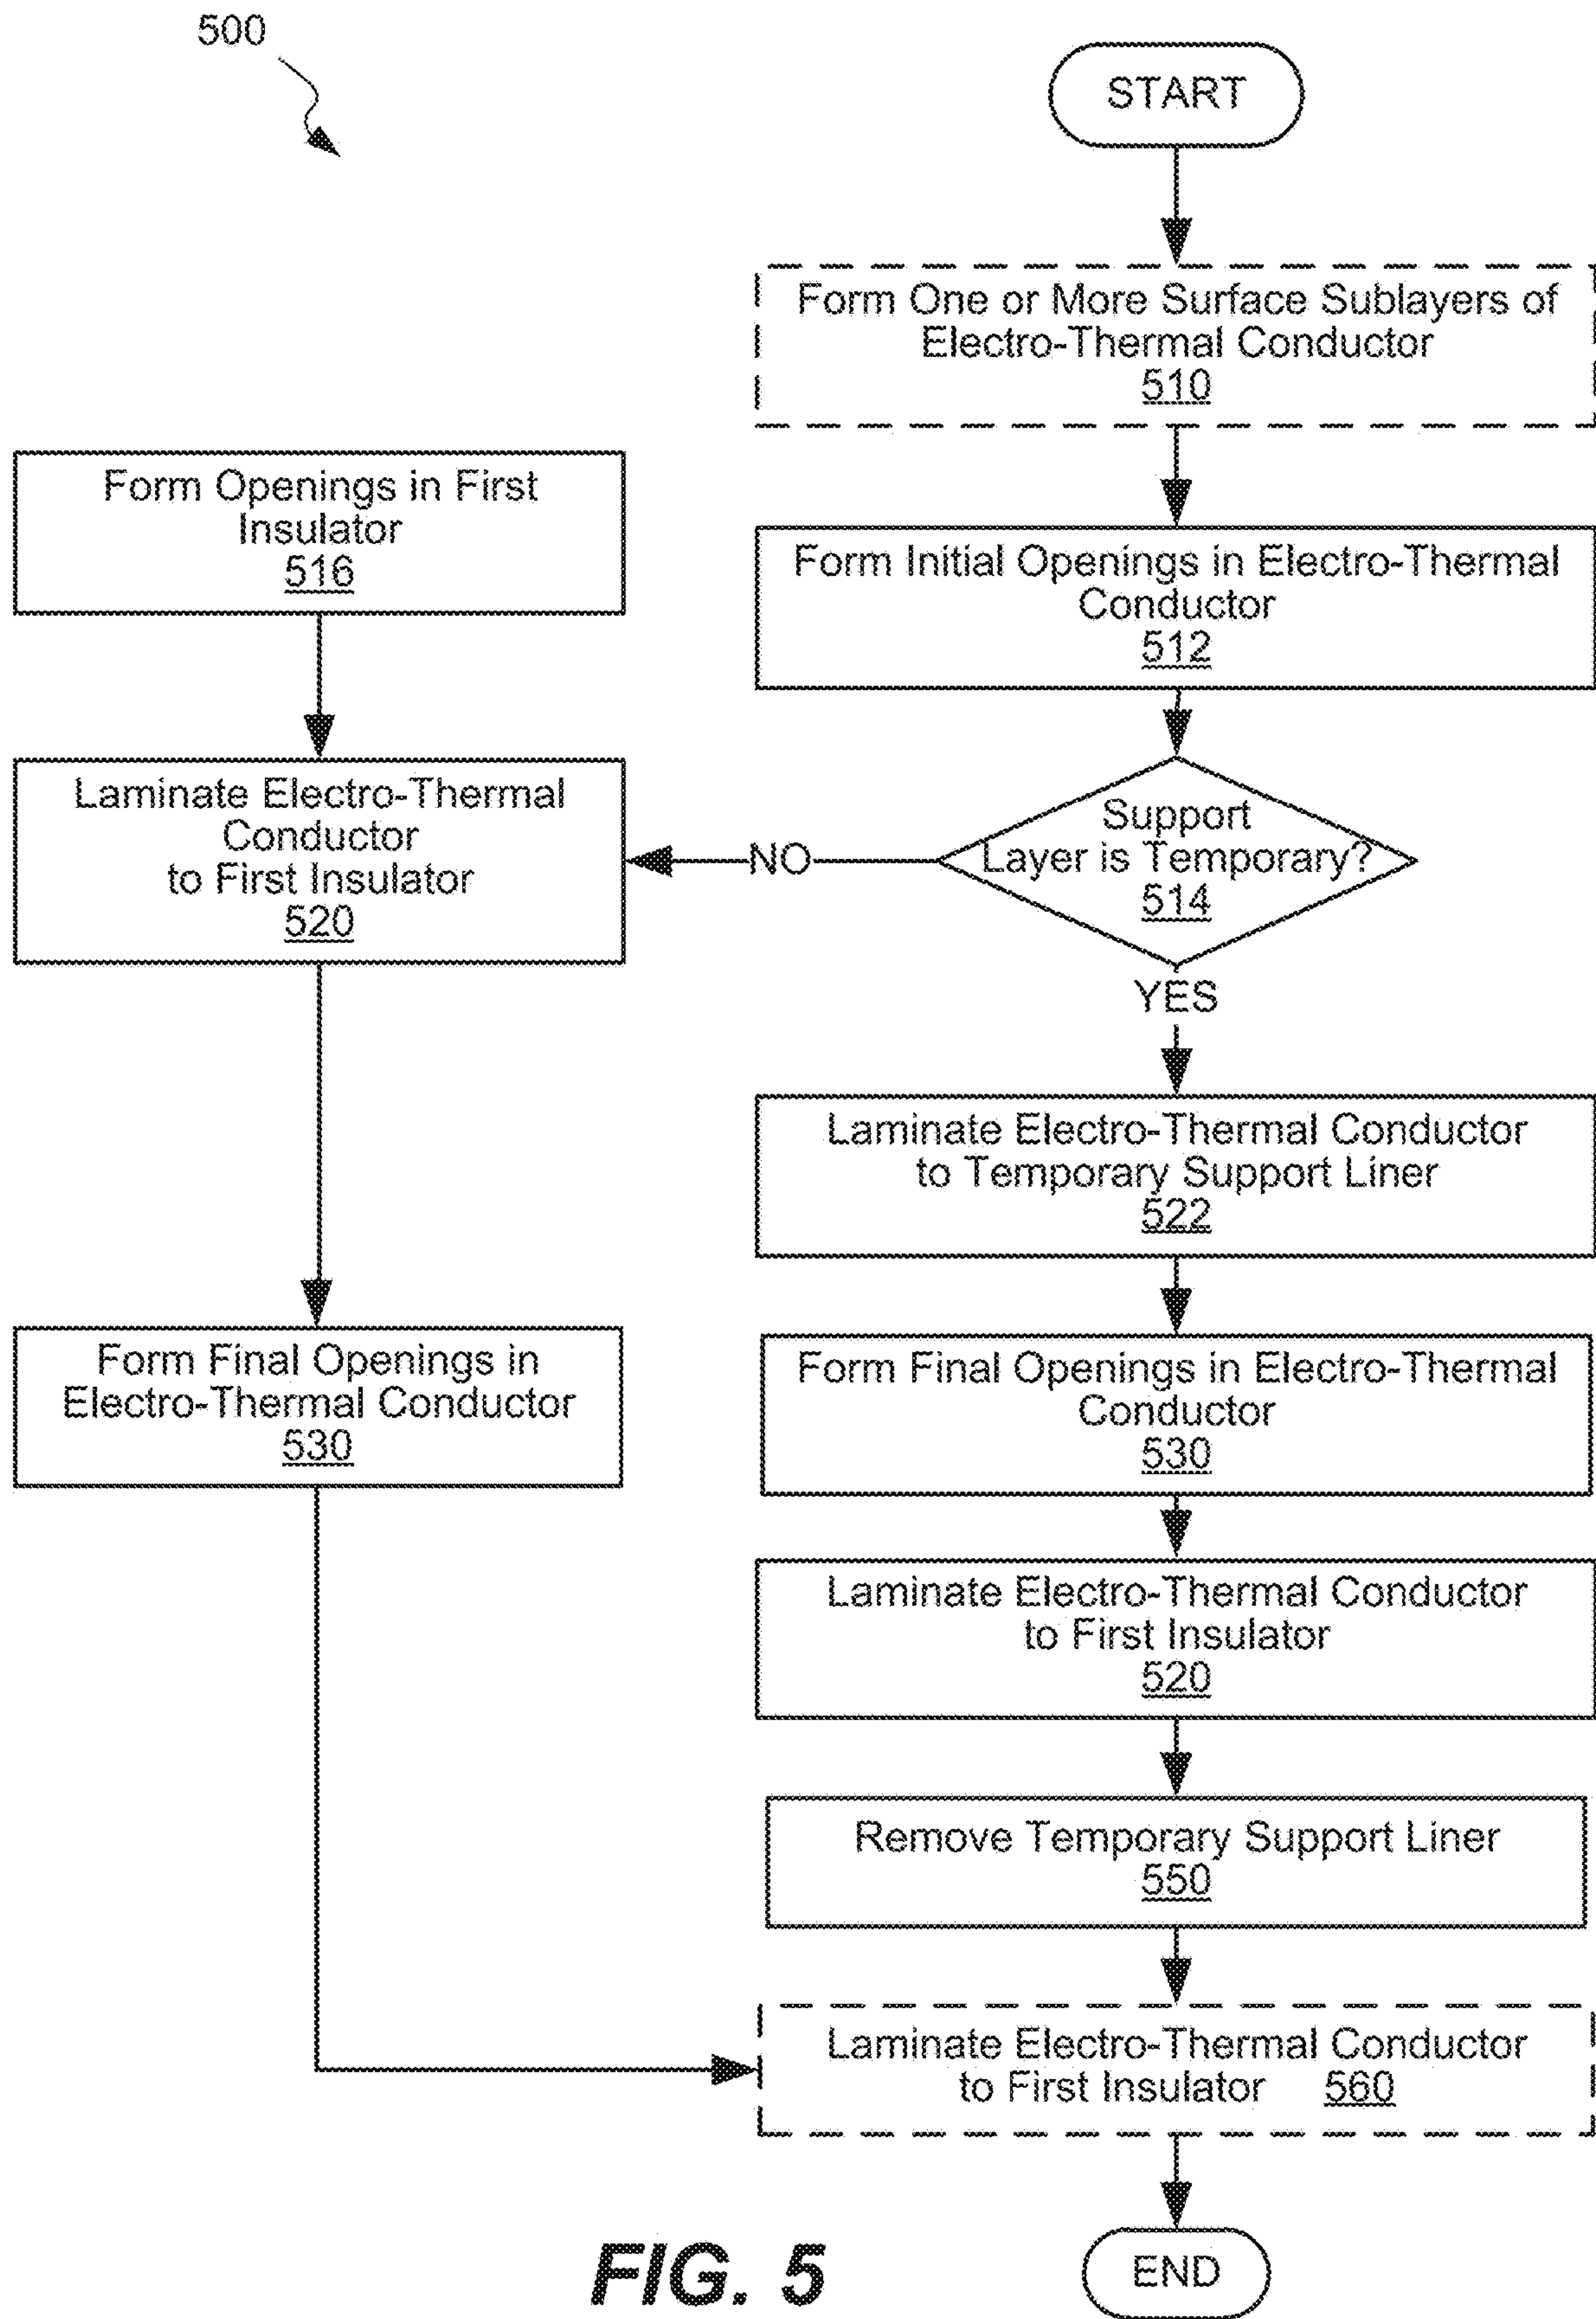 500
START
Form One or More Surface Sublayers of
Electro-Thermal Conductor
510
Form Openings in First
Insulator
516
Form Initial Openings in Electro-Thermal
Conductor
512
Laminate Electro-Thermal
Conductor
to First Insulator
520
NO
Support
Layer is Temporary?
514
YES
Laminate Electro-Thermal Conductor
to Temporary Support Liner
522
Form Final Openings in
Electro-Thermal Conductor
530
Form Final Openings in Electro-Thermal
Conductor
530
Laminate Electro-Thermal Conductor
to First Insulator
520
Remove Temporary Support Liner
550
Laminate Electro-Thermal Conductor
to First Insulator 560
END
FIG. 5